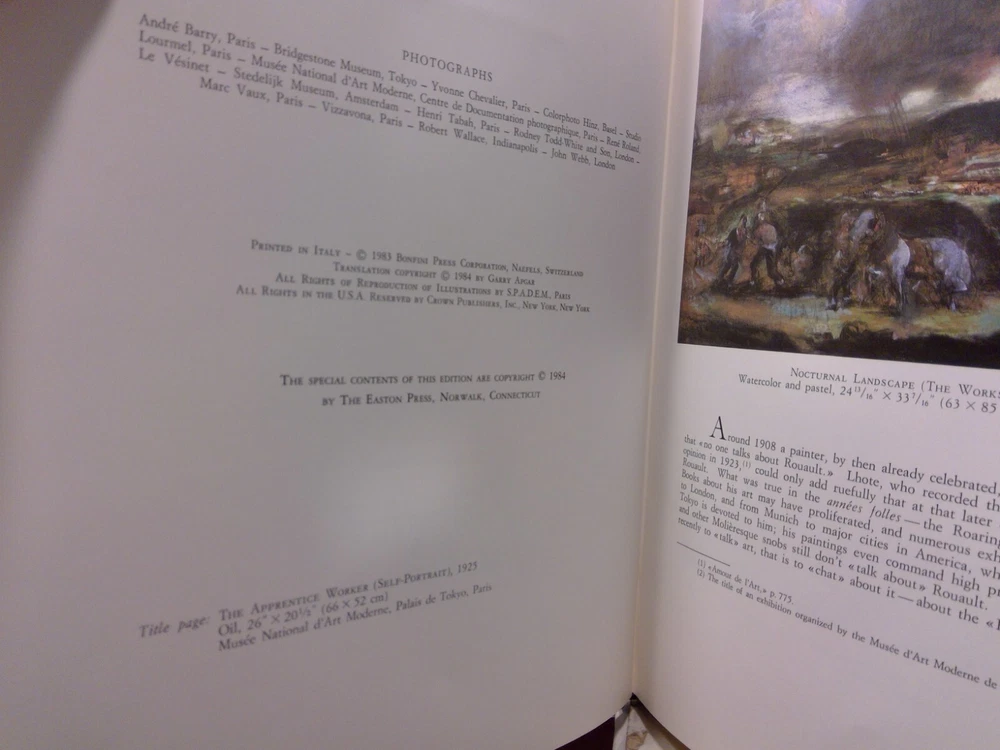 PHOTOGRAPHS
André Barry, Paris – Bridgestone Museum, Tokyo – Yvonne Chevalier, Paris – Colorphoto Hinz, Basel – Studio
Lourmel, Paris – Musée National d'Art Moderne, Centre de Documentation photographique, Paris – René Roland,
Le Vésinet – Stedelijk Museum, Amsterdam – Henri Tabah, Paris – Rodney Todd-White and Son, London –
Marc Vaux, Paris – Vizzavona, Paris – Robert Wallace, Indianapolis – John Webb, London
PRINTED IN ITALY – © 1983 BONFINI PRESS CORPORATION, NAEFELS, SWITZERLAND
TRANSLATION COPYRIGHT © 1984 BY GARRY APGAR
ALL RIGHTS OF REPRODUCTION OF ILLUSTRATIONS BY S.P.A.D.E.M., PARIS
ALL RIGHTS IN THE U.S.A. RESERVED BY CROWN PUBLISHERS, INC., NEW YORK, NEW YORK
THE SPECIAL CONTENTS OF THIS EDITION ARE COPYRIGHT © 1984
BY THE EASTON PRESS, NORWALK, CONNECTICUT
Title page: THE APPRENTICE WORKER (SELF-PORTRAIT), 1925
Oil, 26" × 20½" (66 × 52 cm)
Musée National d'Art Moderne, Palais de Tokyo, Paris
NOCTURNAL LANDSCAPE (THE WORKS
Watercolor and pastel, 24 13/16" × 33 7/16" (63 × 85
Around 1908 a painter, by then already celebrated,
that «no one talks about Rouault.» Lhote, who recorded th
opinion in 1923,(1) could only add ruefully that at that later
Rouault. What was true in the années folles — the Roaring
Books about his art may have proliferated, and numerous exh
to London, and from Munich to major cities in America, wh
Tokyo is devoted to him; his paintings even command high pr
and other Molièresque snobs still don't «talk about» Rouault.
recently to «talk» art, that is to «chat» about it — about the «
(1) «Amour de l'Art,» p. 775.
(2) The title of an exhibition organized by the Musée d'Art Moderne de